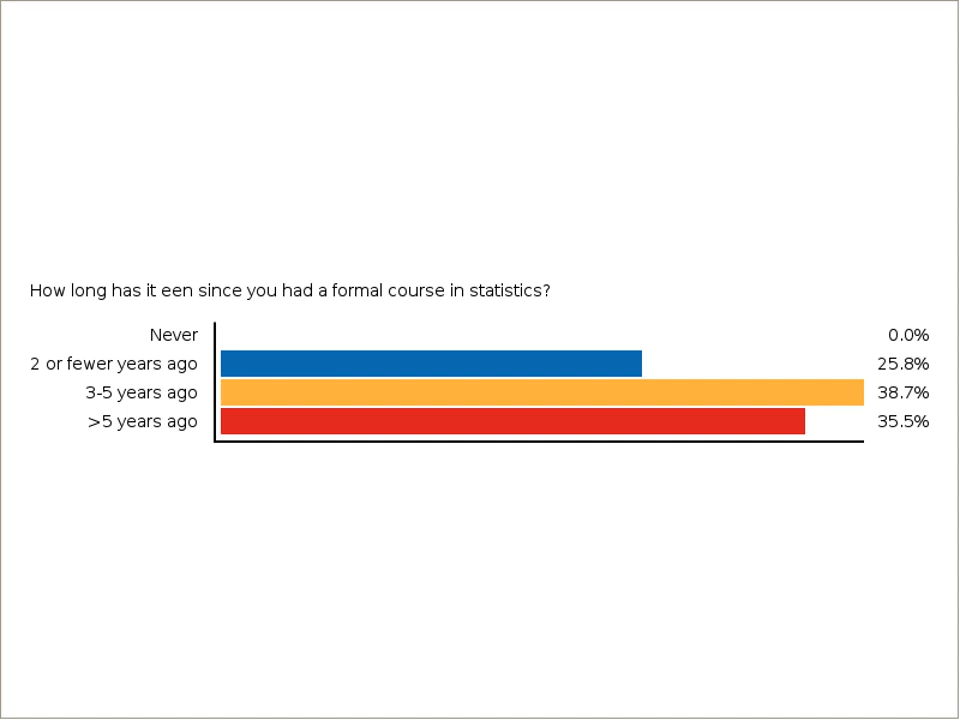 How long has it een since you had a formal course in statistics?
Never 0.0%
2 or fewer years ago 25.8%
3-5 years ago 38.7%
>5 years ago 35.5%